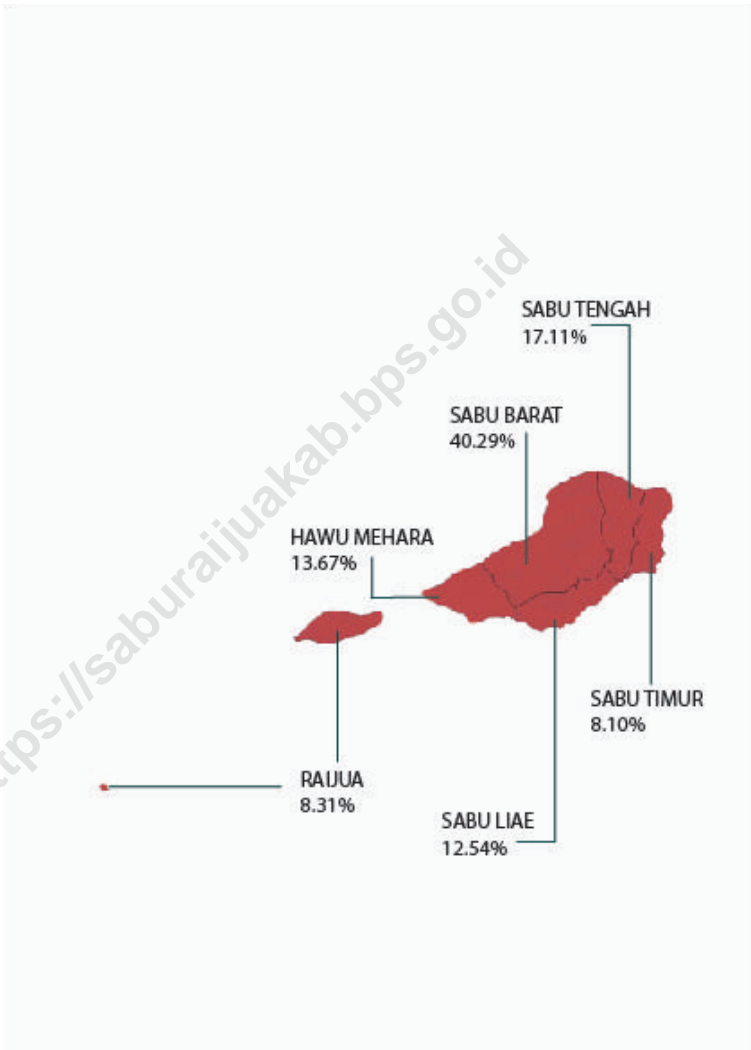 SABU TENGAH
17.11%
SABU BARAT
40.29%
HAWU MEHARA
13.67%
SABU TIMUR
8.10%
RAIJUA
8.31%
SABU LIAE
12.54%
ttps://saburaijuakab.bps.go.id